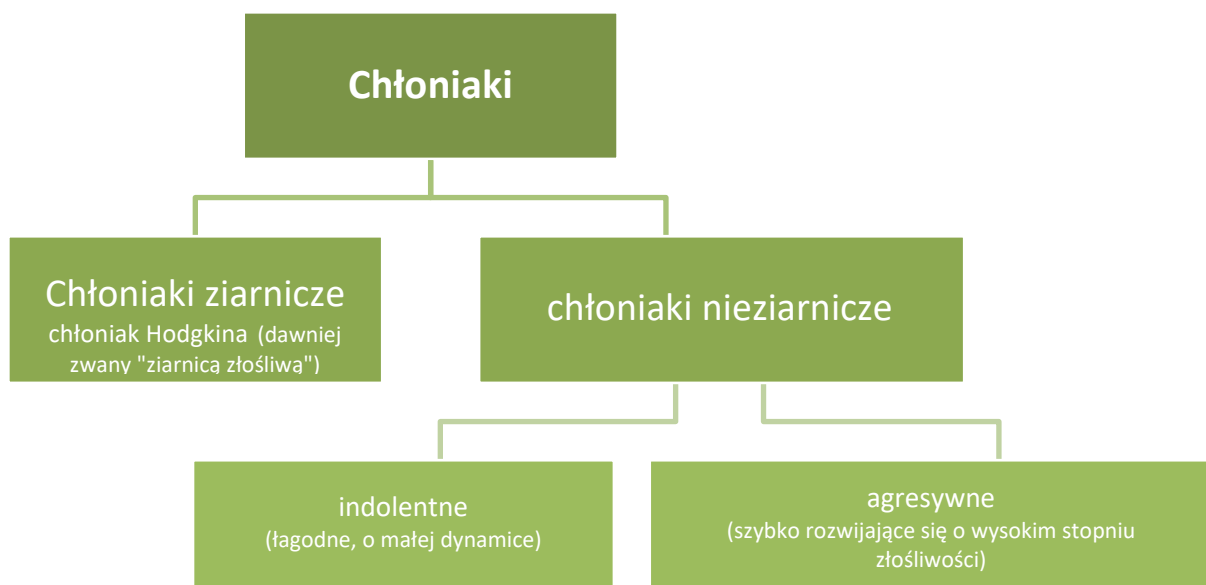 Chłoniaki
Chłoniaki ziarnicze
chłoniak Hodgkina (dawniej
zwany "ziarnicą złośliwą")
chłoniaki nieziarnicze
indolentne
(łagodne, o małej dynamice)
agresywne
(szybko rozwijające się o wysokim stopniu
złośliwości)